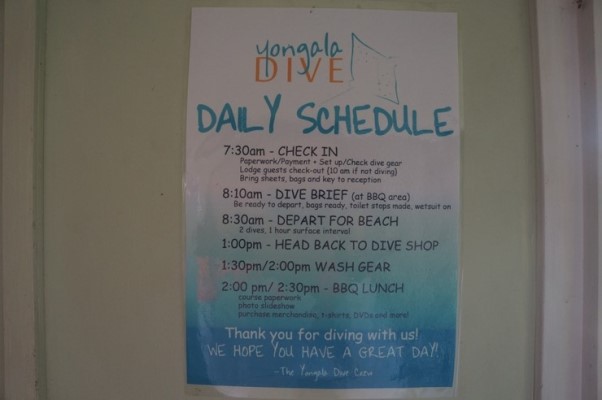 yongala
DIVE
DAILY SCHEDULE
7:30am - CHECK IN
Paperwork/Payment + Set up/Check dive gear
Lodge guests check-out (10 am if not diving)
Bring sheets, bags and key to reception
8:10am - DIVE BRIEF (at BBQ area)
Be ready to depart, bags ready, toilet stops made, wetsuit on
8:30am - DEPART FOR BEACH
2 dives, 1 hour surface interval
1:00pm - HEAD BACK TO DIVE SHOP
1:30pm/2:00pm WASH GEAR
2:00 pm/ 2:30pm - BBQ LUNCH
course paperwork
photo slideshow
purchase merchandise, t-shirts, DVDs and more!
Thank you for diving with us!
WE HOPE YOU HAVE A GREAT DAY!
-The Yongala Dive Crew